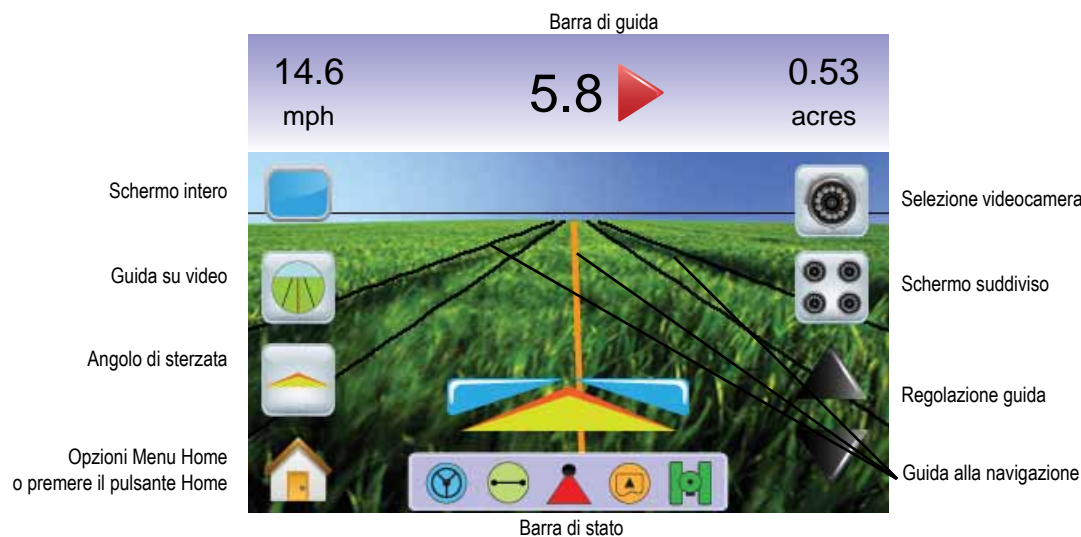 Barra di guida
14.6
mph
5.8
0.53
acres
Schermo intero
Guida su video
Angolo di sterzata
Opzioni Menu Home
o premere il pulsante Home
Selezione videocamera
Schermo suddiviso
Regolazione guida
Guida alla navigazione
Barra di stato